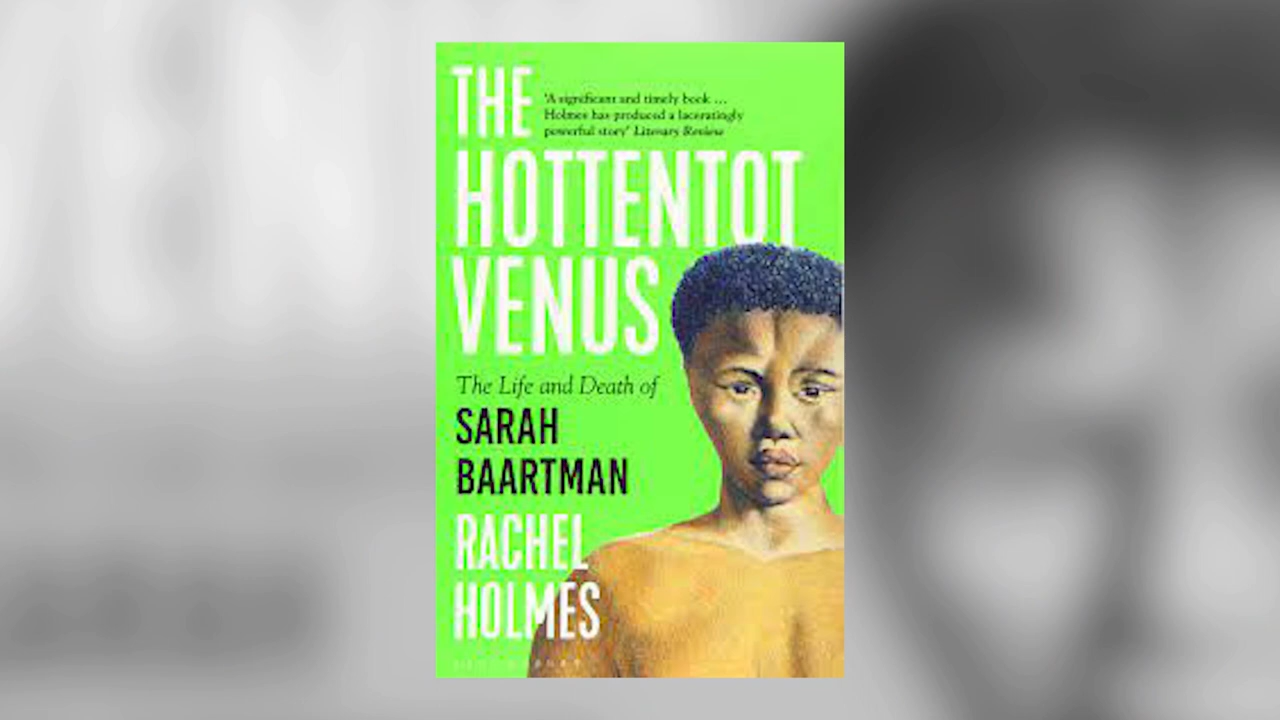 THE
'A significant and timely book ...
Holmes has produced a laceratingly
powerful story' Literary Review
HOTTENTOT
VENUS
The Life and Death of
SARAH
BAARTMAN
RACHEL
HOLMES